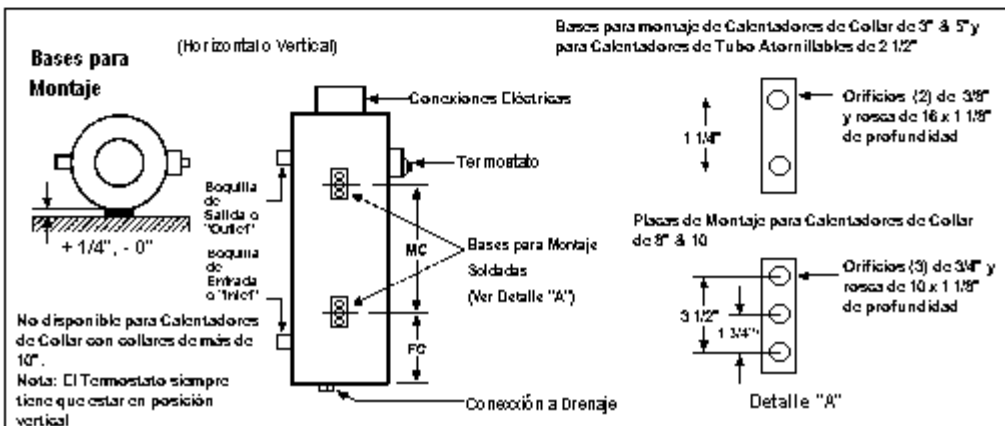 Bases para
Montaje
(Horizontal o Vertical)
+ 1/4", - 0"
No disponible para Calentadores
de Collar con collares de más de
10".
Nota: El Termostato siempre
tiene que estar en posición
vertical
Boquilla
de
Salida o
"Outlet"
Boquilla
de
Entrada
o "Inlet"
Conexiones Eléctricas
Termostato
MC
Bases para Montaje
Soldadas
(Ver Detalle "A")
FC
Conexción a Drenaje
Bases para montaje de Calentadores de Collar de 3" & 5" y
para Calentadores de Tubo Atornillables de 2 1/2"
1 1/4"
Orificios (2) de 3/8"
y rosca de 16 x 1 1/8"
de profundidad
Placas de Montaje para Calentadores de Collar
de 8" & 10
3 1/2"
1 3/4"
Orificios (3) de 3/4" y
rosca de 10 x 1 1/8"
de profundidad
Detalle "A"